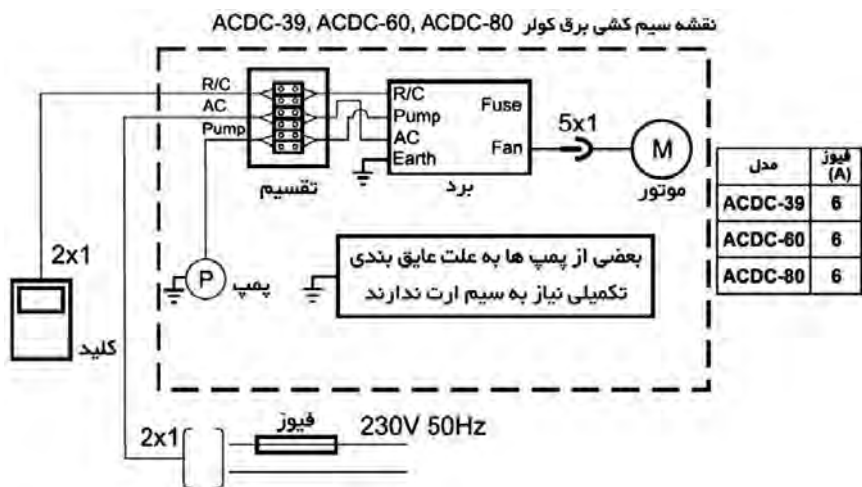 نقشه سیم کشی برق کولر ACDC-39, ACDC-60, ACDC-80
R/C
AC
Pump
تقسیم
R/C
Pump
AC
Earth
Fuse
Fan
برد
5x1
M
موتور
مدل فیوز (A)
ACDC-39 6
ACDC-60 6
ACDC-80 6
2x1
کلید
P
پمپ
بعضی از پمپ ها به علت عایق بندی
تکمیلی نیاز به سیم ارت ندارند
2x1
فیوز
230V 50Hz